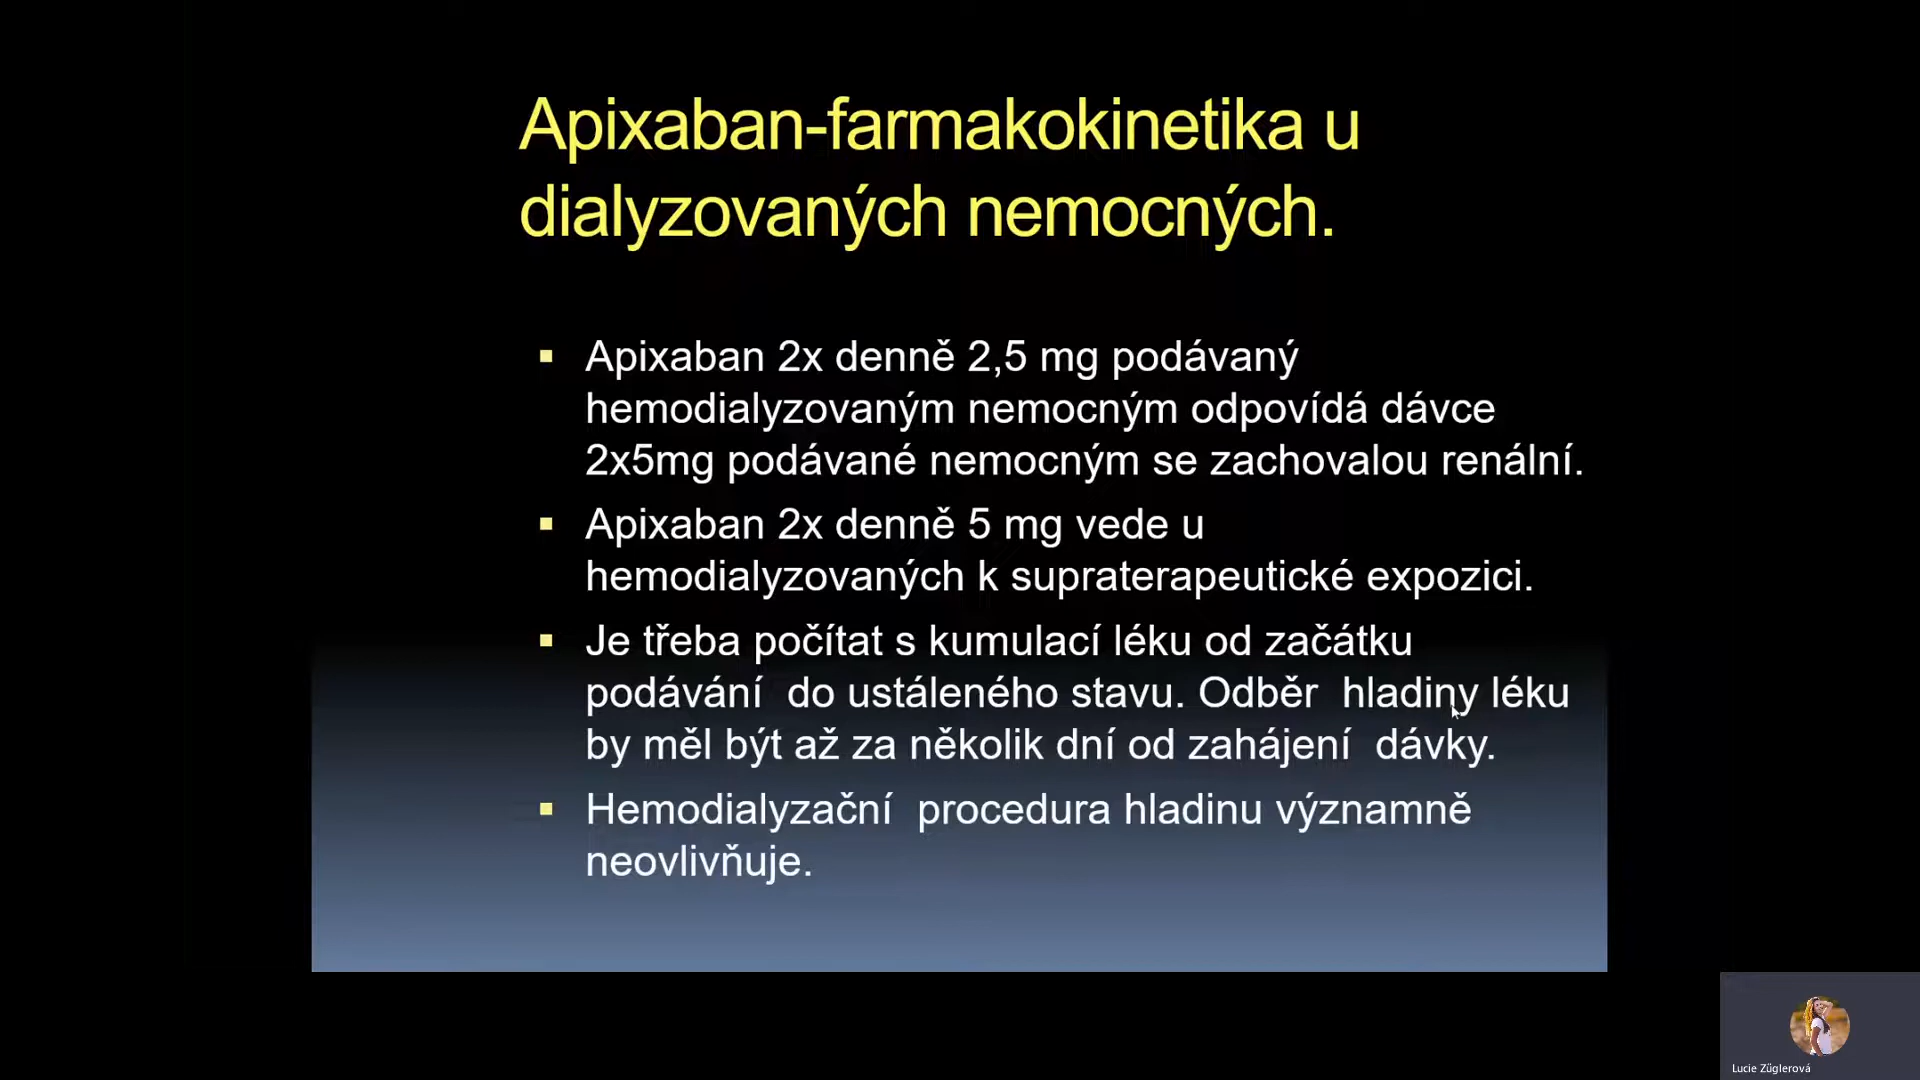 Apixaban-farmakokinetika u
dialyzovaných nemocných.
▪ Apixaban 2x denně 2,5 mg podávaný
hemodialyzovaným nemocným odpovídá dávce
2x5mg podávané nemocným se zachovalou renální.
▪ Apixaban 2x denně 5 mg vede u
hemodialyzovaných k supraterapeutické expozici.
▪ Je třeba počítat s kumulací léku od začátku
podávání  do ustáleného stavu. Odběr  hladiny léku
by měl být až za několik dní od zahájení  dávky.
▪ Hemodialyzační  procedura hladinu významně
neovlivňuje.
Lucie Züglerová